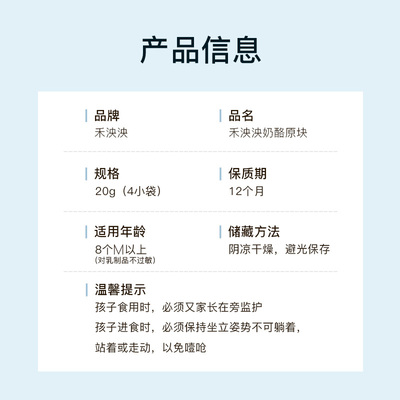 产品信息
品牌
禾泱泱
品名
禾泱泱奶酪原块
规格
20g（4小袋）
保质期
12个月
适用年龄
8个M以上
(对乳制品不过敏)
储藏方法
阴凉干燥，避光保存
温馨提示
孩子食用时，必须又家长在旁监护
孩子进食时，必须保持坐立姿势不可躺着，
站着或走动，以免噎呛